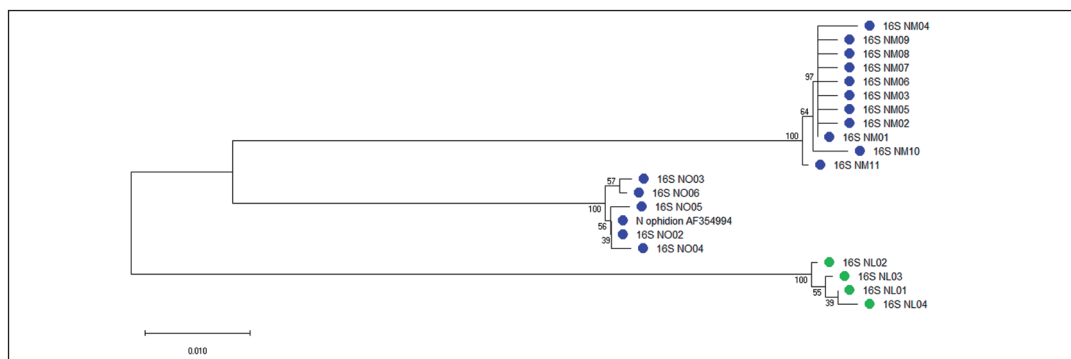 16S NM04
16S NM09
16S NM08
16S NM07
97
16S NM06
16S NM03
16S NM05
64
16S NM02
100
16S NM01
16S NM10
16S NM11
57
16S NO03
16S NO06
100
16S NO05
56
N ophidion AF354994
39
16S NO02
16S NO04
16S NL02
100
16S NL03
55
16S NL01
39
16S NL04
0.010